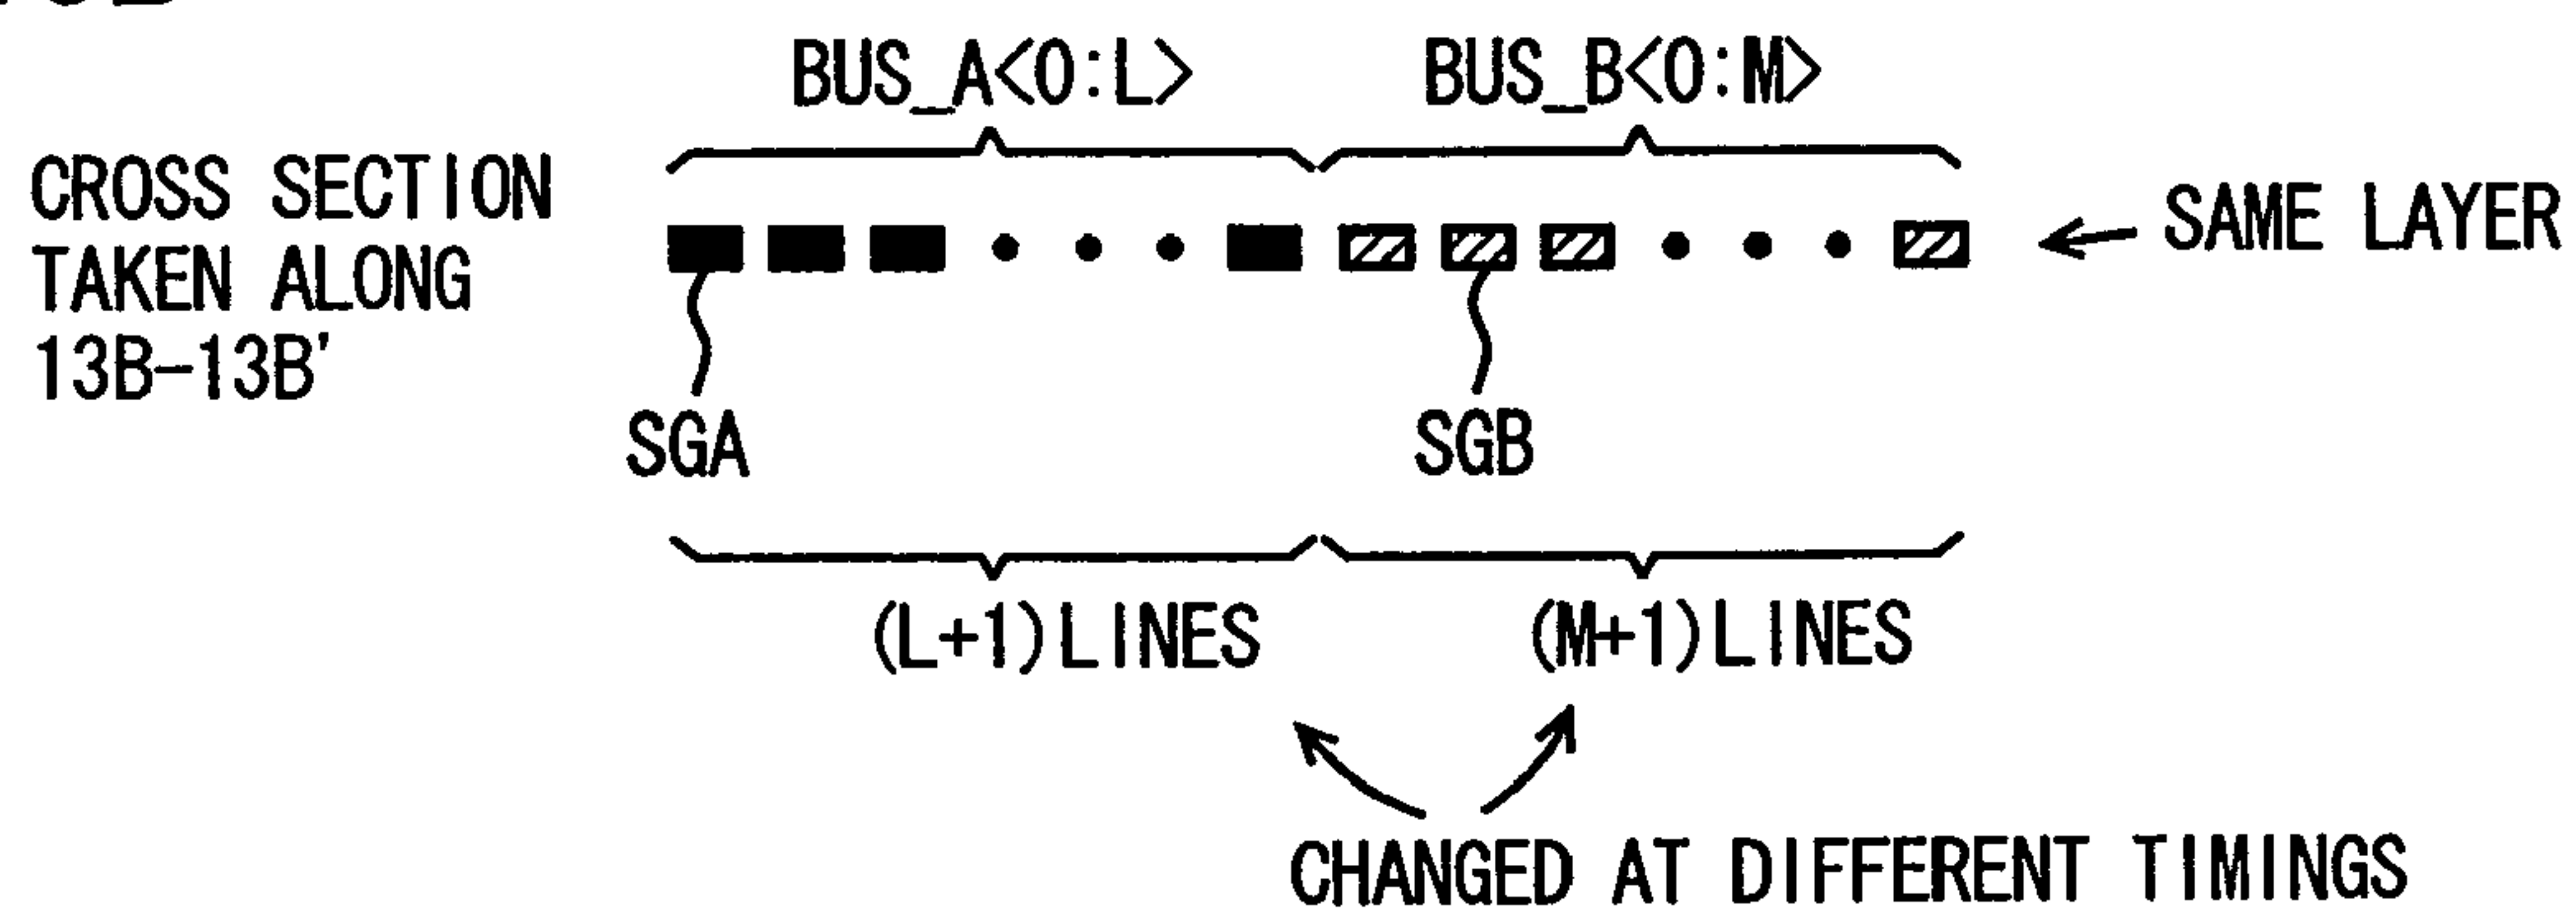 BUS_A<0:L>
BUS_B<0:M>
CROSS SECTION
TAKEN ALONG
13B-13B'
SAME LAYER
SGA
SGB
(L+1)LINES
(M+1)LINES
CHANGED AT DIFFERENT TIMINGS